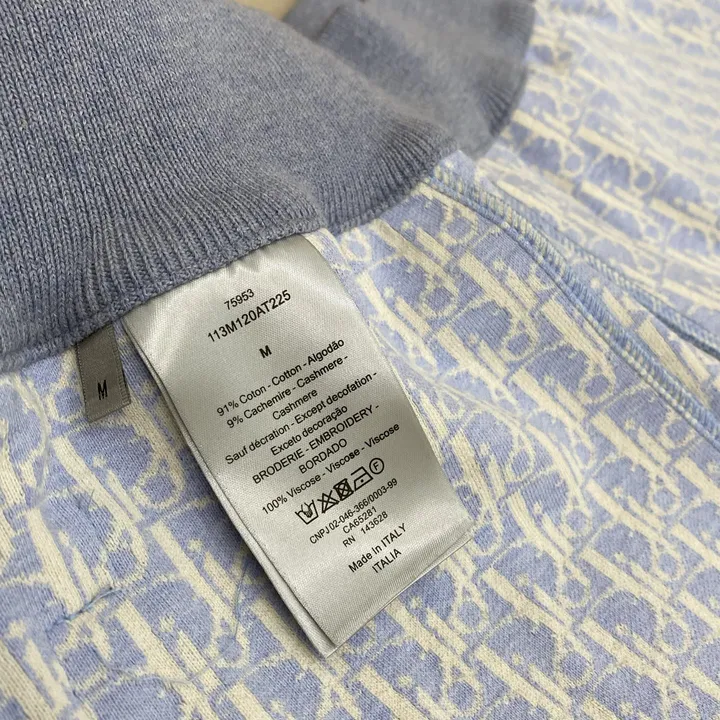 75953
113M120AT225
M
91% Coton - Cotton - Algodão
9% Cachemire - Cashmere -
Cashmere
Sauf décration - Except decofation -
Exceto decoração
BRODERIE - EMBROIDERY -
BORDADO
100% Viscose - Viscose - Viscose
CNPJ 02-046-366/0003-99
CA65281
RN 143628
Made In ITALY
ITALIA
M